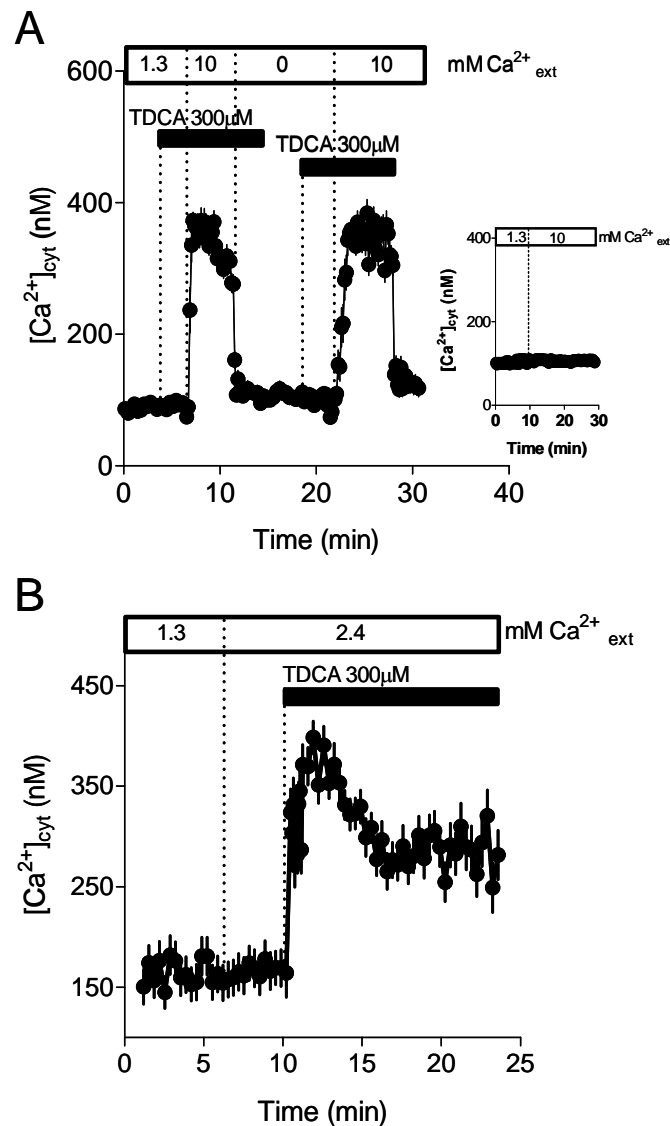 A
1.3 10 0 10 mM Ca2+ ext
600
TDCA 300µM
TDCA 300µM
400
200
0
[Ca2+]cyt (nM)
0 10 20 30 40
Time (min)
1.3 10 mM Ca2+ ext
400
200
0
[Ca2+]cyt (nM)
0 10 20 30
Time (min)
B
1.3 2.4 mM Ca2+ ext
TDCA 300µM
450
350
250
150
[Ca2+]cyt (nM)
0 5 10 15 20 25
Time (min)